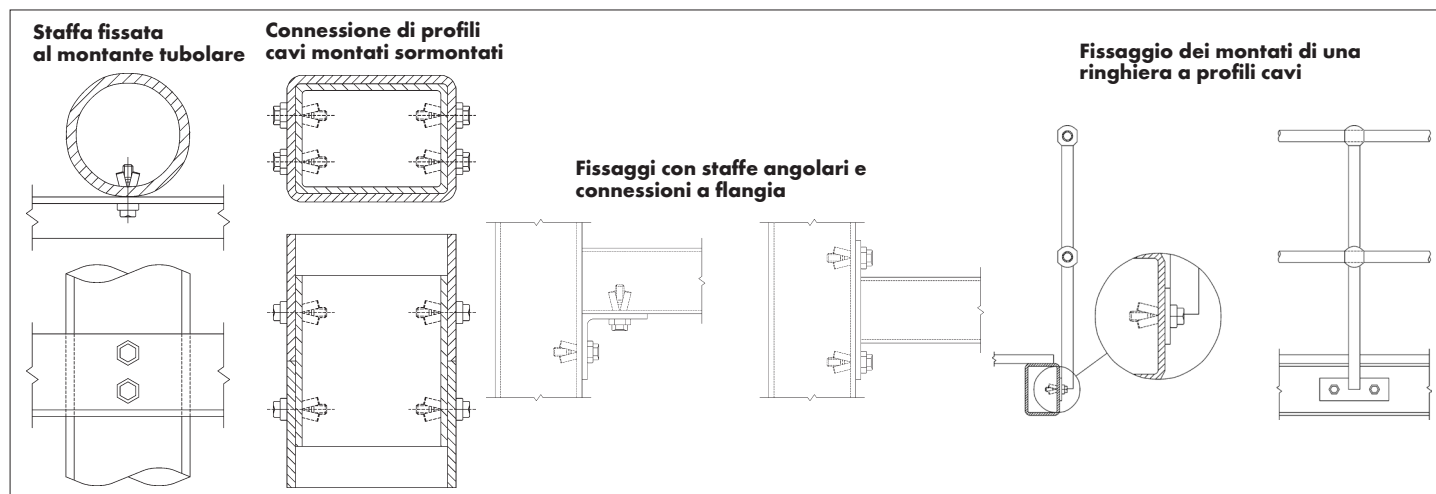 Staffa fissata
al montante tubolare
Connessione di profili
cavi montati sormontati
Fissaggi con staffe angolari e
connessioni a flangia
Fissaggio dei montati di una
ringhiera a profili cavi